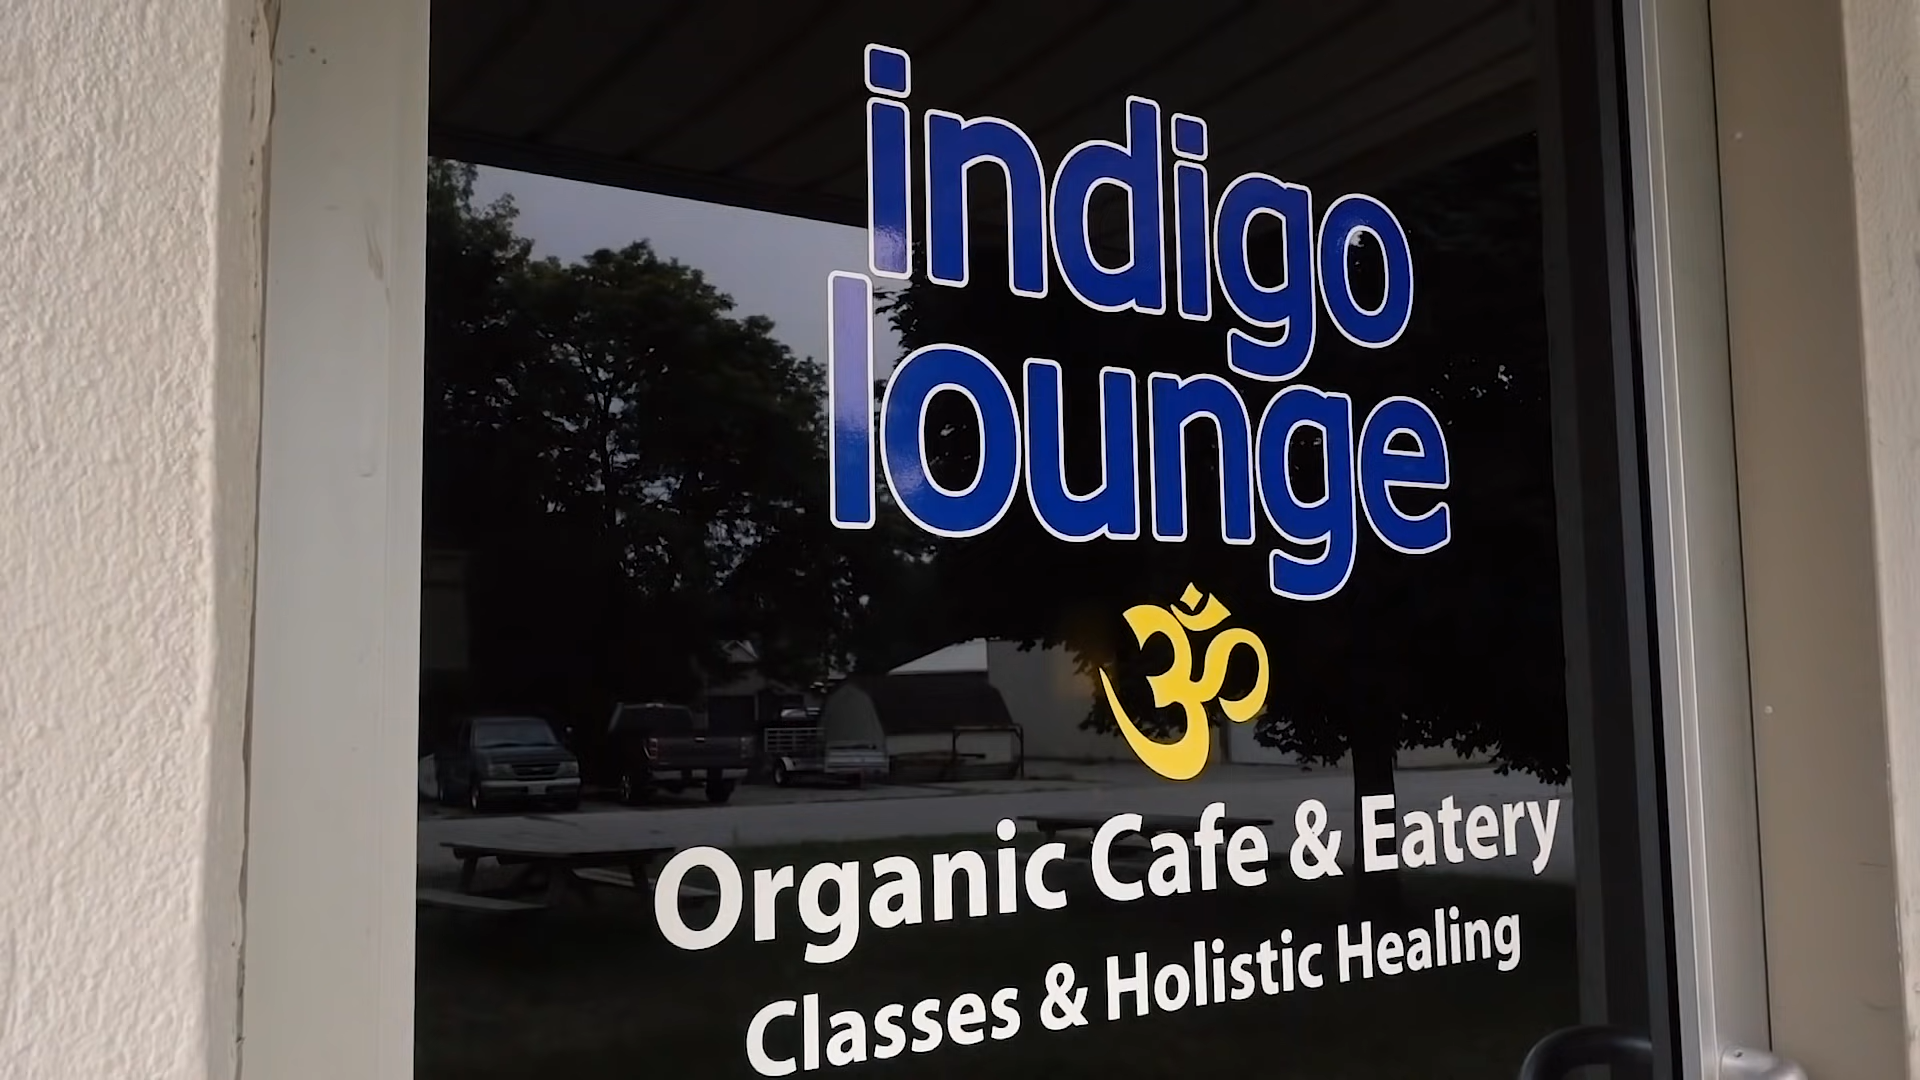 indigo
lounge
ॐ
Organic Cafe & Eatery
Classes & Holistic Healing